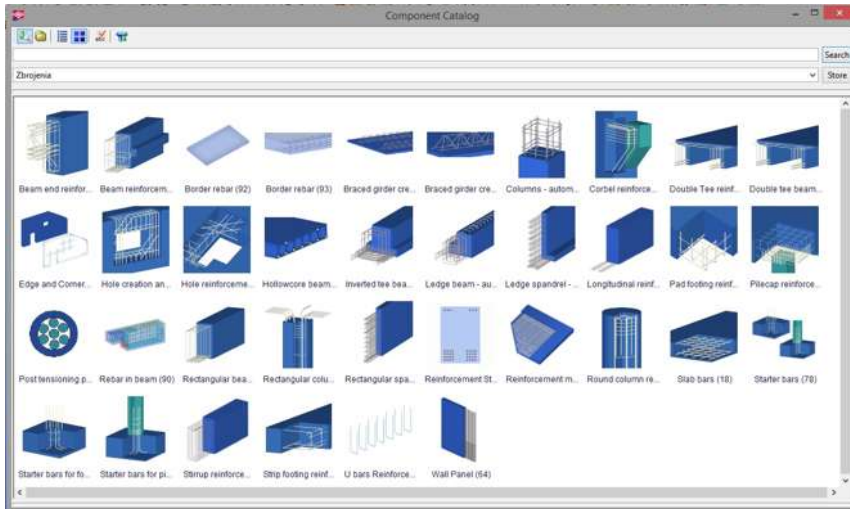 Component Catalog
Search
Zbrojenia
Store
Beam end reinfor...
Beam reinforcem...
Border rebar (92)
Border rebar (93)
Braced girder cre...
Braced girder cre...
Columns - autom...
Corbel reinforce...
Double Tee reinf...
Double tee beam...
Edge and Corner...
Hole creation an...
Hole reinforceme...
Hollowcore beam...
Inverted tee bea...
Ledge beam - au...
Ledge spandrel - ...
Longitudinal reinf...
Pad footing reinf...
Pilecap reinforce...
Post tensioning p...
Rebar in beam (90)
Rectangular bea...
Rectangular colu...
Rectangular spa...
Reinforcement St...
Reinforcement m...
Round column re...
Slab bars (18)
Starter bars (78)
Starter bars for fo...
Starter bars for pi...
Stirrup reinforce...
Strip footing reinf...
U bars Reinforce...
Wall Panel (64)